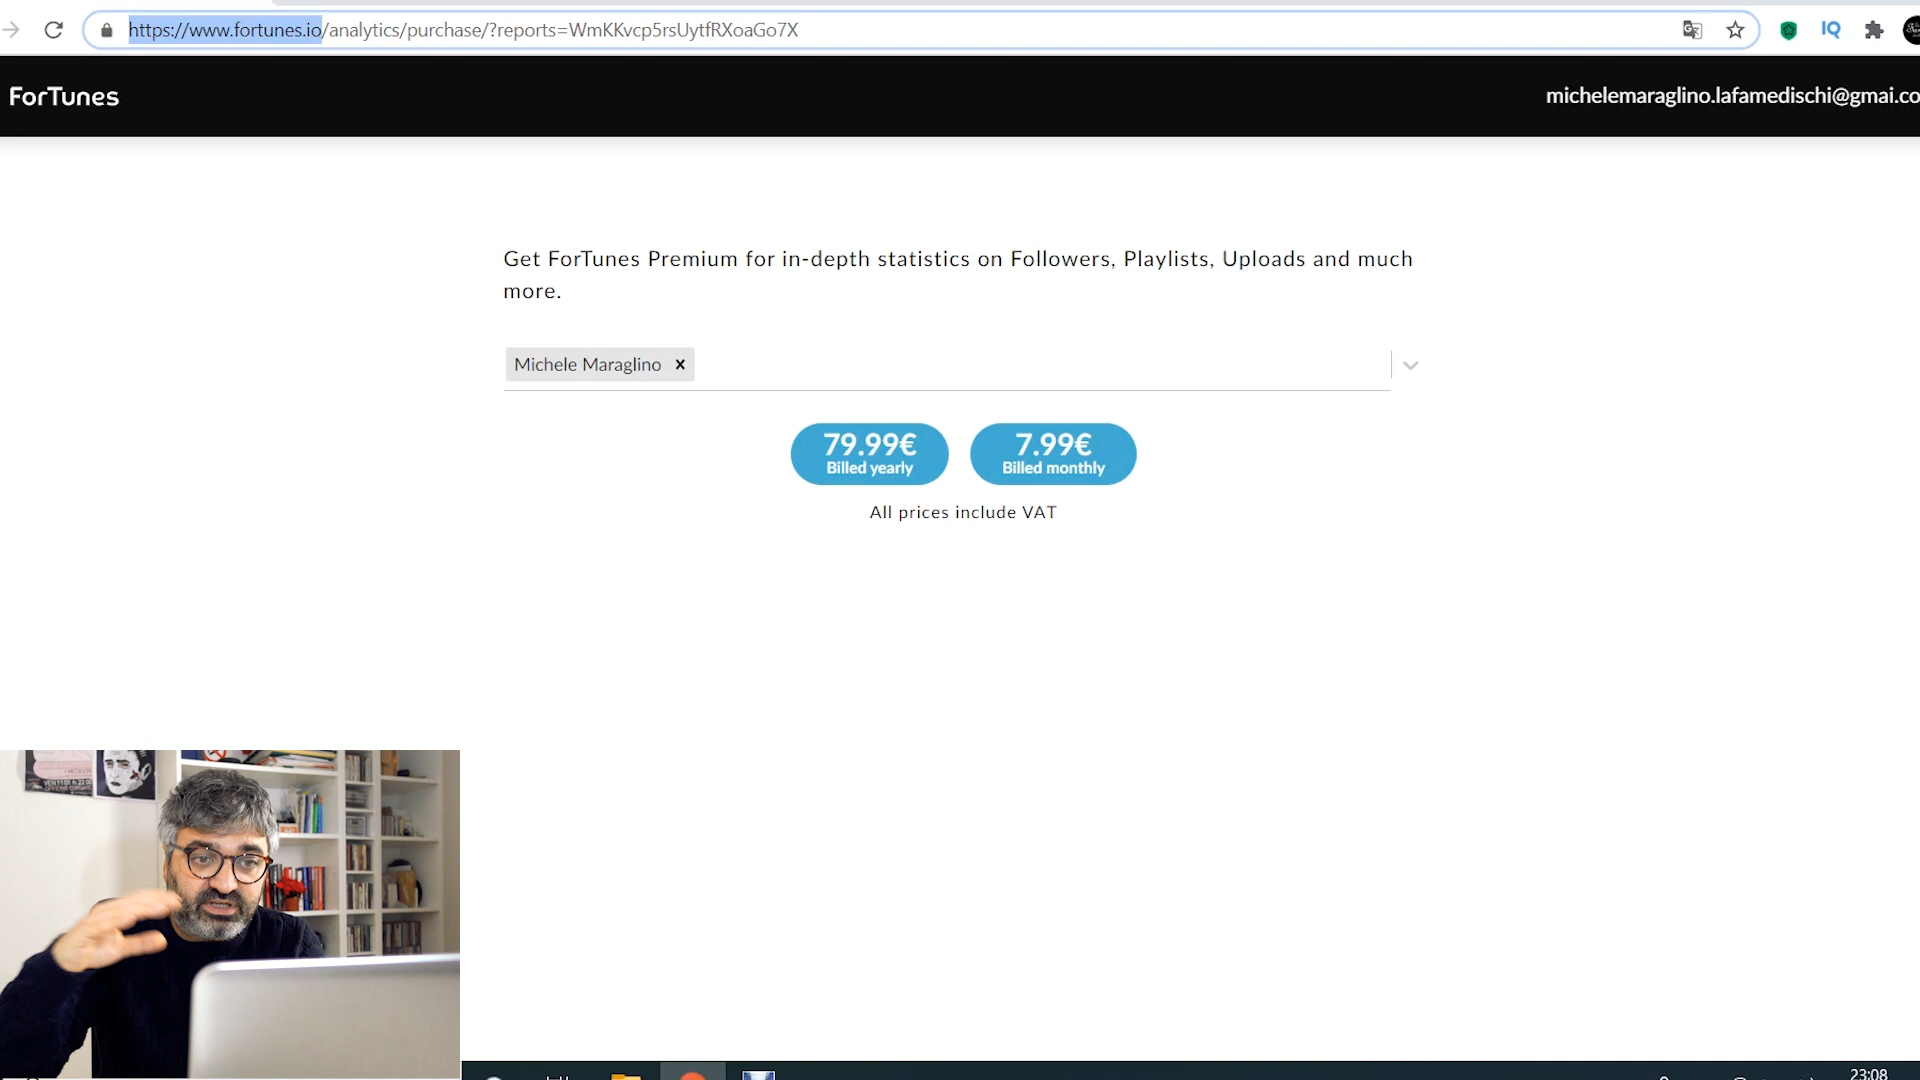 https://www.fortunes.io/analytics/purchase/?reports=WmKKvcp5rsUytfRXoaGo7X
IQ
ForTunes
michelemaraglino.lafamedischi@gmai.co
Get ForTunes Premium for in-depth statistics on Followers, Playlists, Uploads and much
more.
Michele Maraglino x
79.99€
Billed yearly
7.99€
Billed monthly
All prices include VAT
23:08